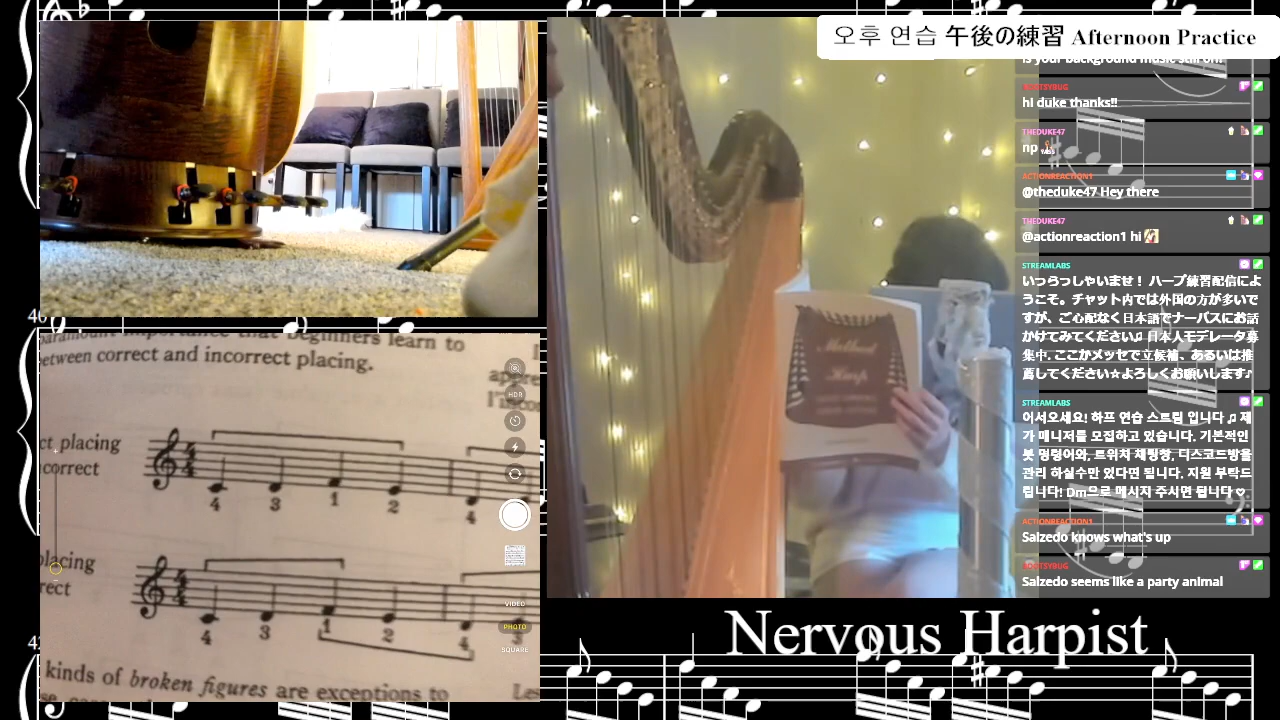 오후 연습 午後の練習 Afternoon Practice
is your background music still on?
hi duke thanks!!
THEDUKE47
np
ACTIONREACTION1
@theduke47 Hey there
THEDUKE47
@actionreaction1 hi
STREAMLABS
いらっしゃいませ! ハープ練習配信によ
うこそ。チャット内では外国の方が多いで
すが、ご心配なく日本語でナーバスにお話
かけてみてください♫ 日本人モデレータ募
集中, ここかメッセで立候補、あるいは推
薦してください☆よろしくお願いします♪
STREAMLABS
어서오세요! 하프 연습 스트림 입니다 ♫ 제
가 매니저를 모집하고 있습니다. 기본적인
봇 명령어와, 트위치 채팅창, 디스코드방을
관리 하실수만 있다면 됩니다. 지원 부탁드
립니다! Dm으로 메시지 주시면 됩니다 ♡
ACTIONREACTION1
Salzedo knows what's up
Salzedo seems like a party animal
Method
Harp
paramount importance that beginners learn to
between correct and incorrect placing.
ct placing
correct
4 3 1 2 4
placing
rect
4 3 1 2 4 3
kinds of broken figures are exceptions to
HDR
VIDEO
PHOTO
SQUARE
Nervous Harpist